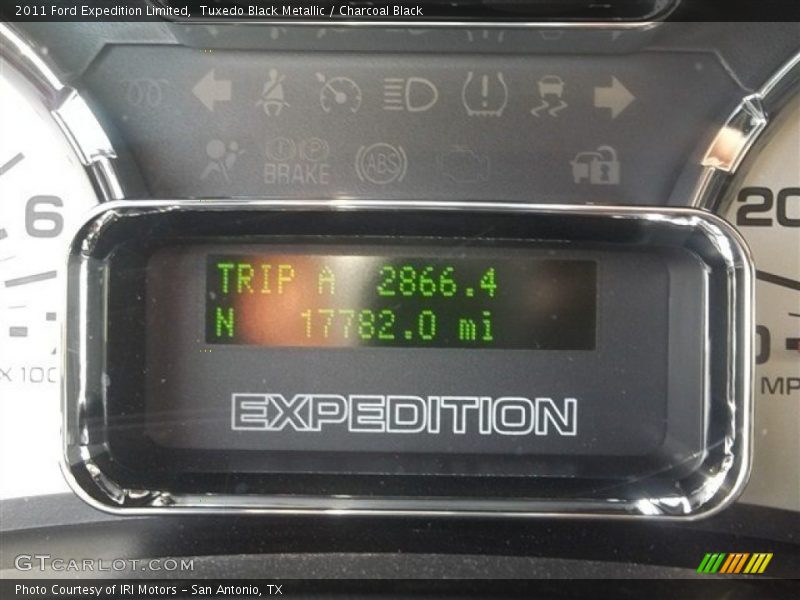 2011 Ford Expedition Limited,  Tuxedo Black Metallic / Charcoal Black
BRAKE
ABS
6
20
TRIP A 2866.4
N 17782.0 mi
X 100
0
MP
EXPEDITION
GTCARLOT.COM
Photo Courtesy of IRI Motors – San Antonio, TX